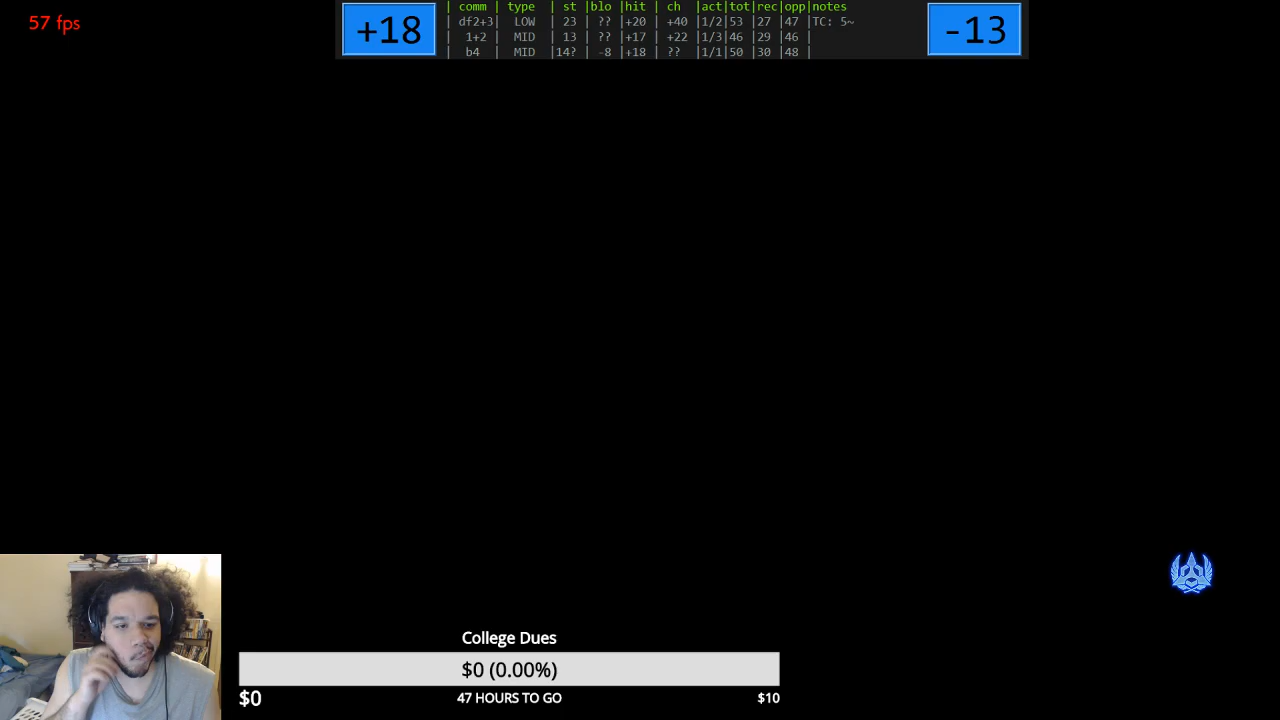 57 fps
+18
| comm | type | st |blo |hit | ch |act|tot|rec|opp|notes
| df2+3| LOW | 23 | ?? |+20 | +40 |1/2|53 |27 |47 |TC: 5~
| 1+2 | MID | 13 | ?? |+17 | +22 |1/3|46 |29 |46 |
| b4 | MID |14? | -8 |+18 | ?? |1/1|50 |30 |48 |
-13
College Dues
$0 (0.00%)
$0 47 HOURS TO GO $10